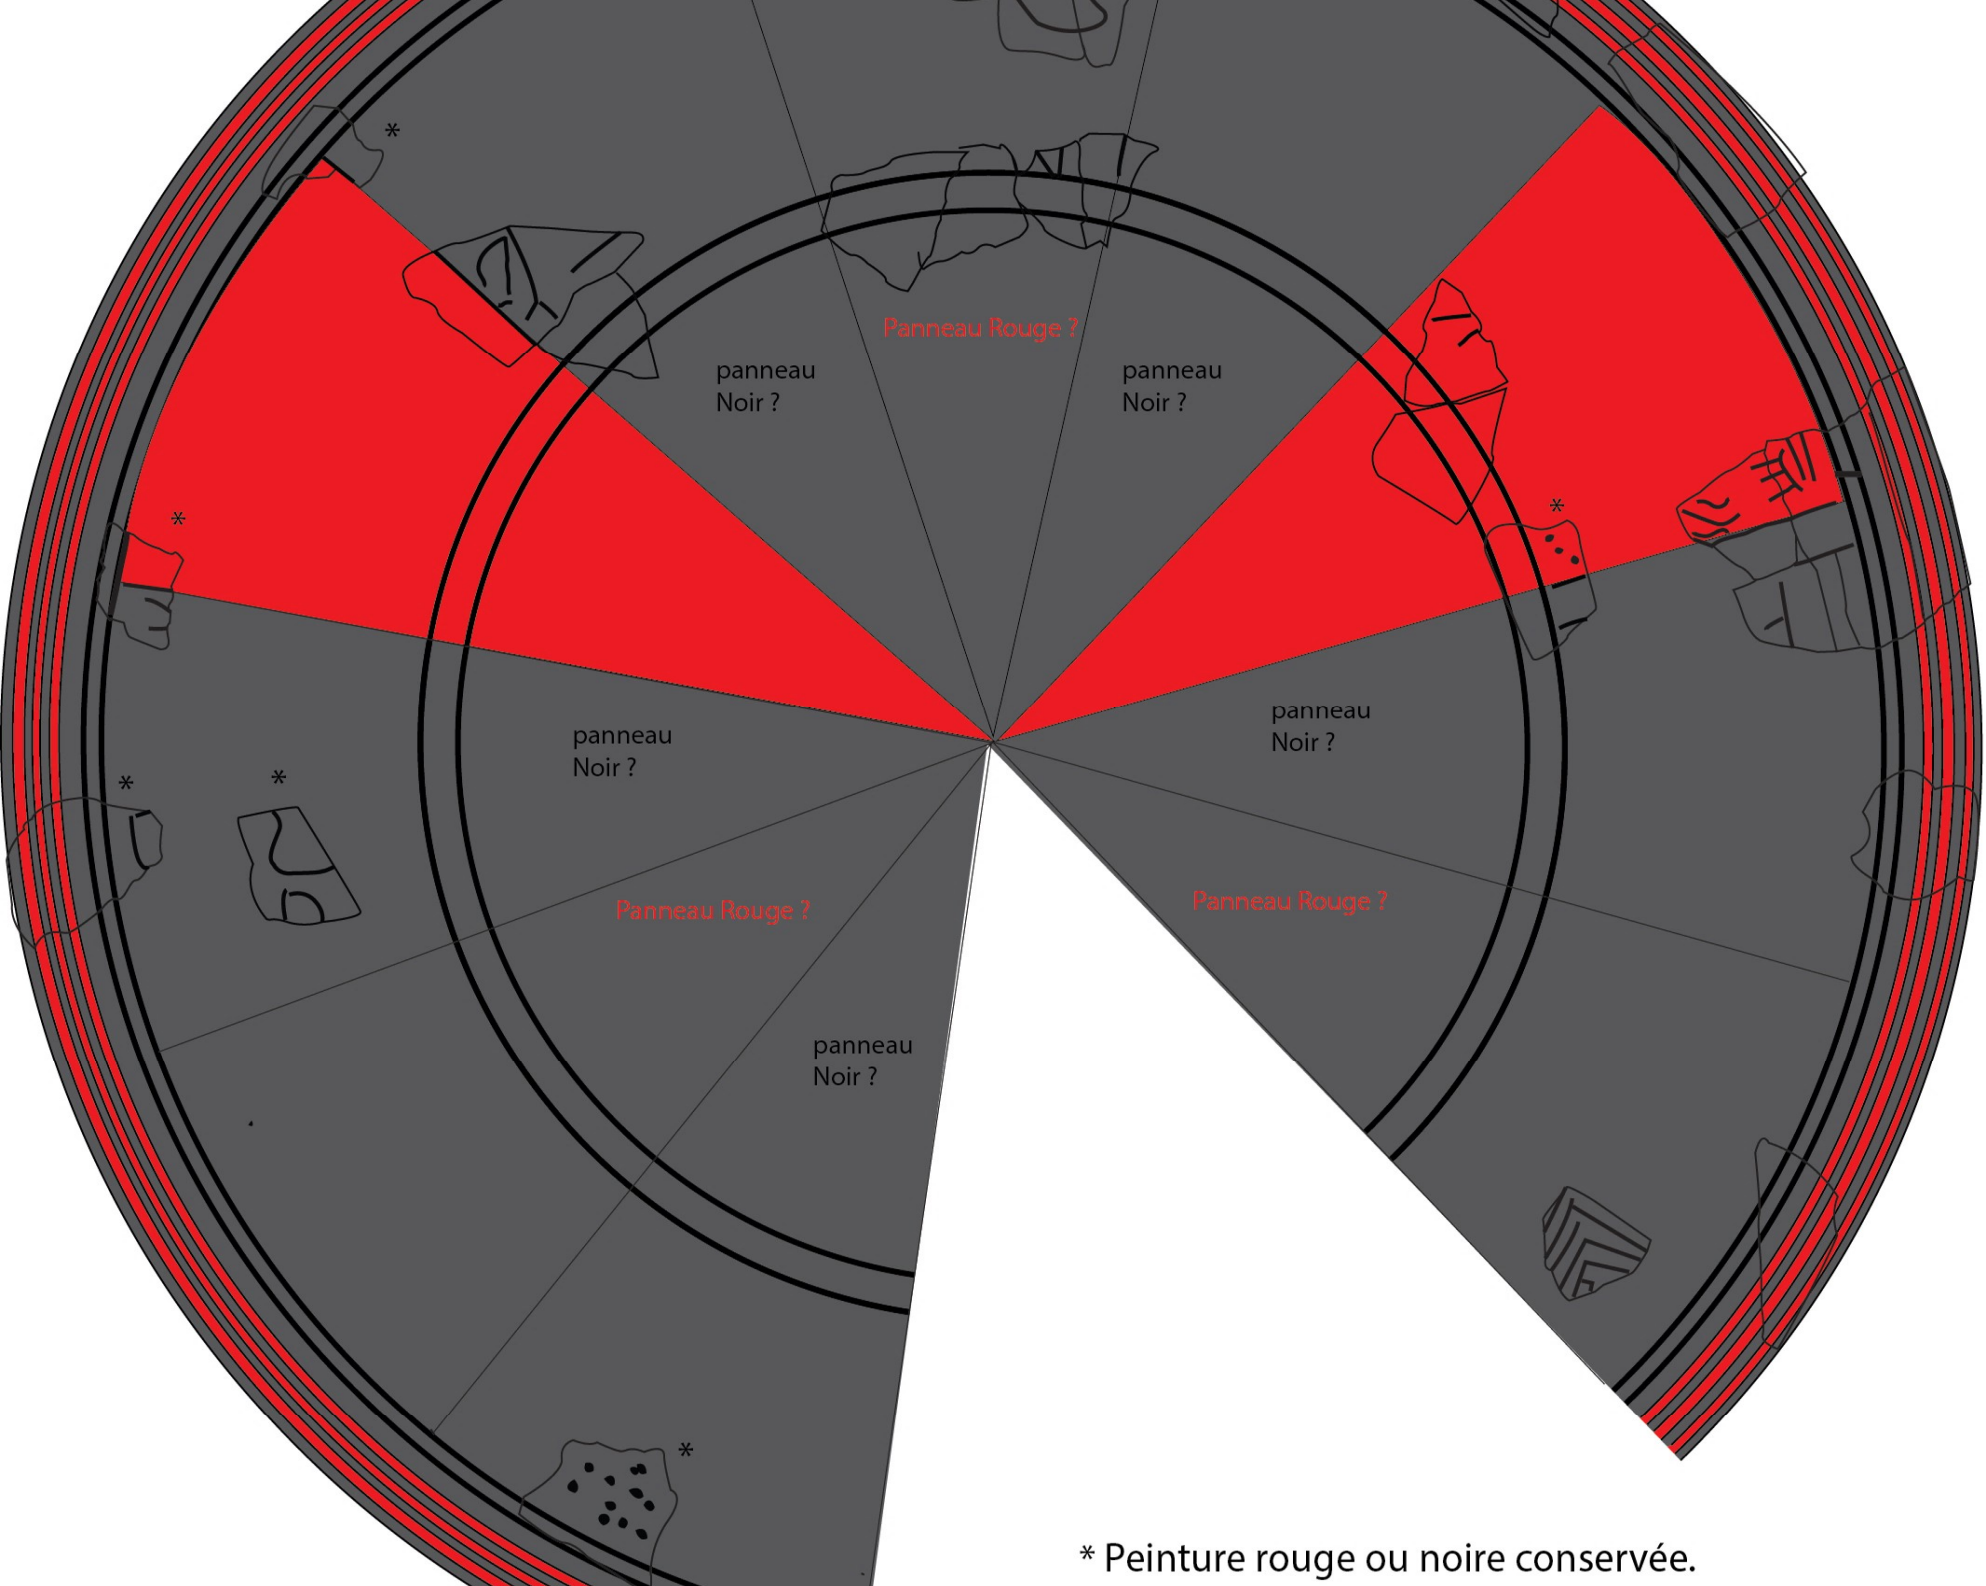 *
Panneau Rouge ?
panneau
Noir ?
panneau
Noir ?
*
*
panneau
Noir ?
panneau
Noir ?
*
*
Panneau Rouge ?
Panneau Rouge ?
panneau
Noir ?
*
* Peinture rouge ou noire conservée.